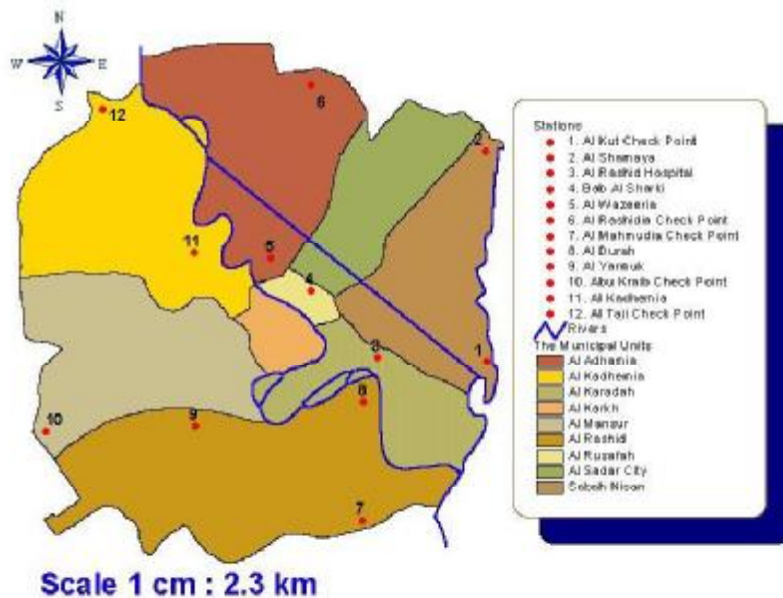 N
W E
S
6
12
2
11
5
4
3
1
8
10
9
7
Scale 1 cm : 2.3 km
Stations
1. Al Kut Check Point
2. Al Shamaya
3. Al Rashid Hospital
4. Bab Al Sharki
5. Al Wazeeria
6. Al Rashidia Check Point
7. Al Mahmudia Check Point
8. Al Durah
9. Al Yarmuk
10. Abu Kraib Check Point
11. Al Kadhemia
12. Al Taji Check Point
Rivers
The Municipal Units
Al Adhamia
Al Kadhemia
Al Karadah
Al Karkh
Al Mansur
Al Rashid
Al Rusafah
Al Sadar City